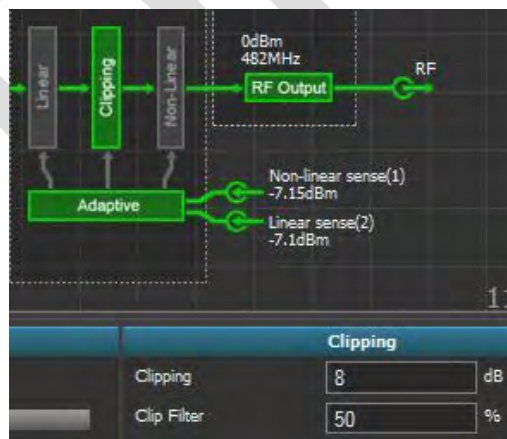 0dBm
482MHz
RF
Linear
Clipping
Non-Linear
RF Output
Adaptive
Non-linear sense(1)
-7.15dBm
Linear sense(2)
-7.1dBm
Clipping
Clipping 8 dB
Clip Filter 50 %